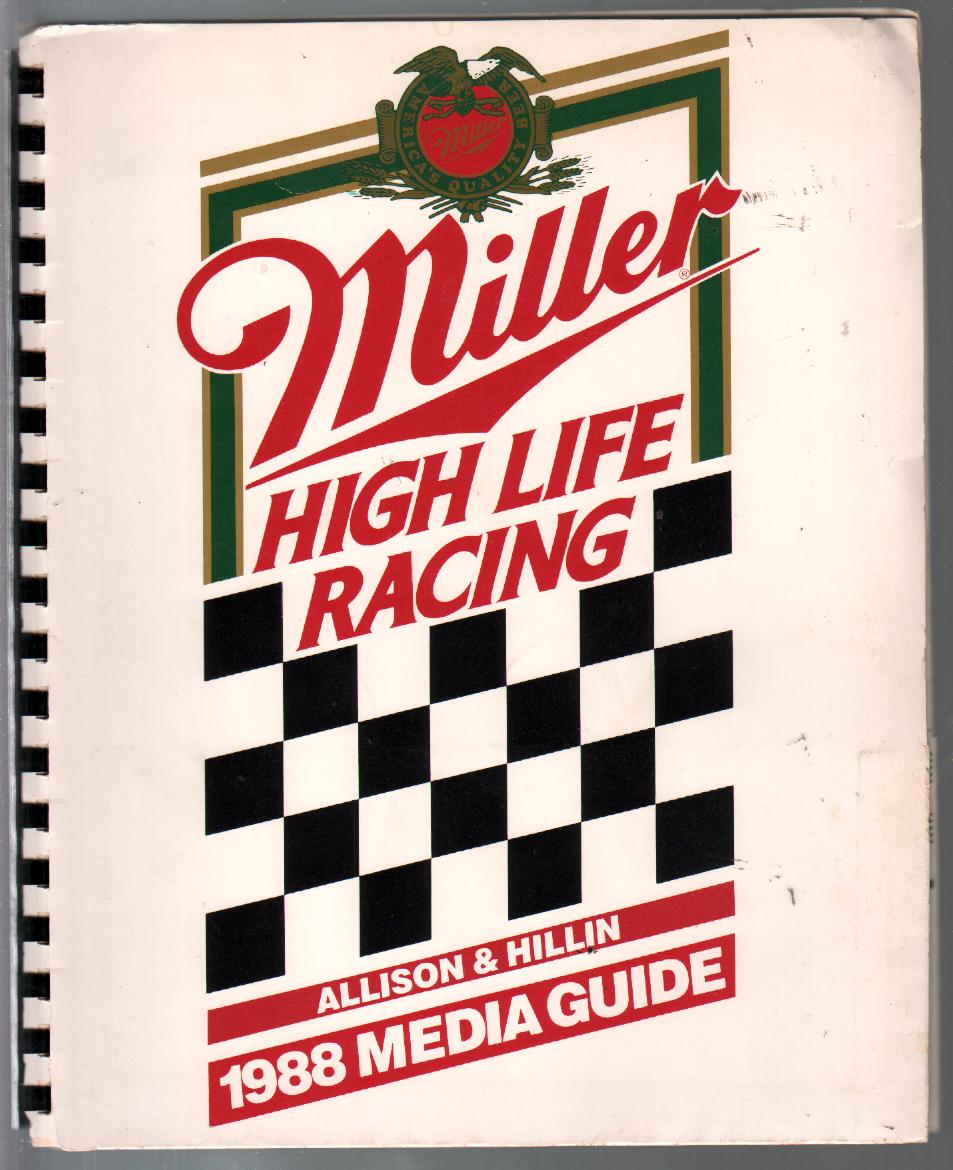 AMERICA'S QUALITY BEER
Miller
Miller®
HIGH LIFE
RACING
ALLISON & HILLIN
1988 MEDIA GUIDE